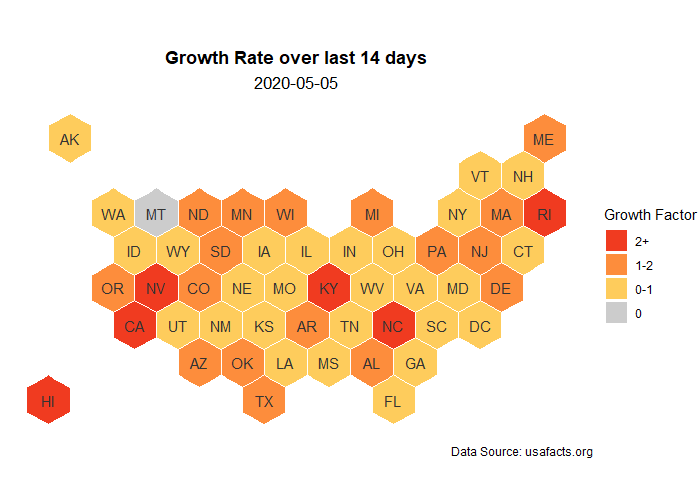 Growth Rate over last 14 days
2020-05-05
AK ME
VT NH
WA MT ND MN WI MI NY MA RI
ID WY SD IA IL IN OH PA NJ CT
OR NV CO NE MO KY WV VA MD DE
CA UT NM KS AR TN NC SC DC
AZ OK LA MS AL GA
HI TX FL
Growth Factor
2+
1-2
0-1
0
Data Source: usafacts.org